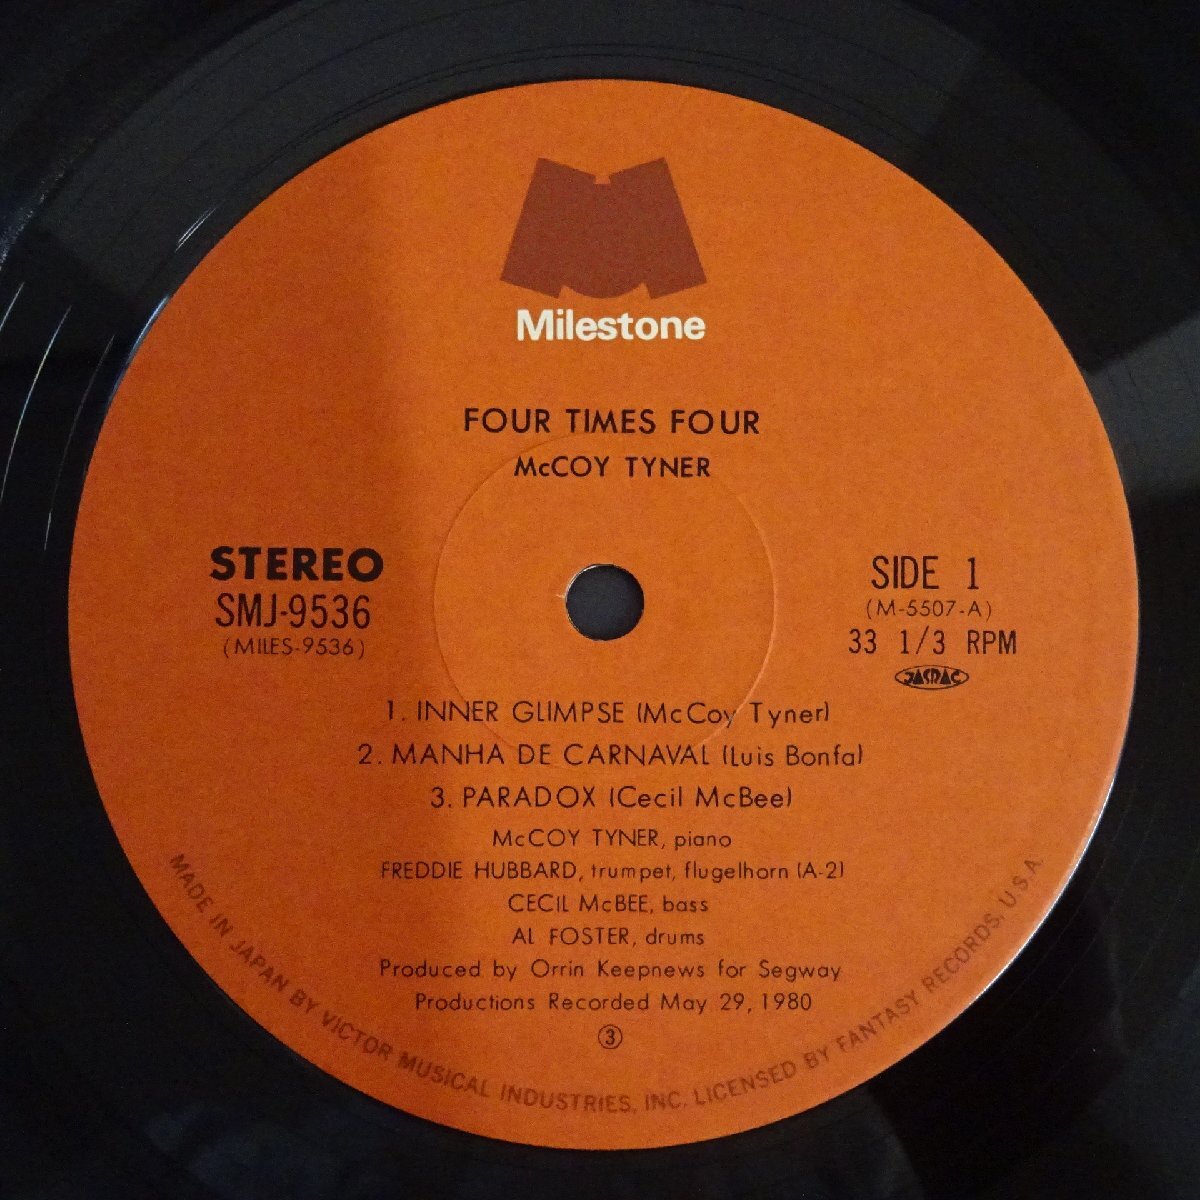 Milestone
FOUR TIMES FOUR
McCOY TYNER
STEREO
SMJ-9536
(MILES-9536)
SIDE 1
(M-5507-A)
33 1/3 RPM
JASRAC
1. INNER GLIMPSE (McCoy Tyner)
2. MANHA DE CARNAVAL (Luis Bonfa)
3. PARADOX (Cecil McBee)
McCOY TYNER, piano
FREDDIE HUBBARD, trumpet, flugelhorn (A-2)
CECIL McBEE, bass
AL FOSTER, drums
Produced by Orrin Keepnews for Segway
Productions Recorded May 29, 1980
③
MADE IN JAPAN BY VICTOR MUSICAL INDUSTRIES, INC. LICENSED BY FANTASY RECORDS, U.S.A.